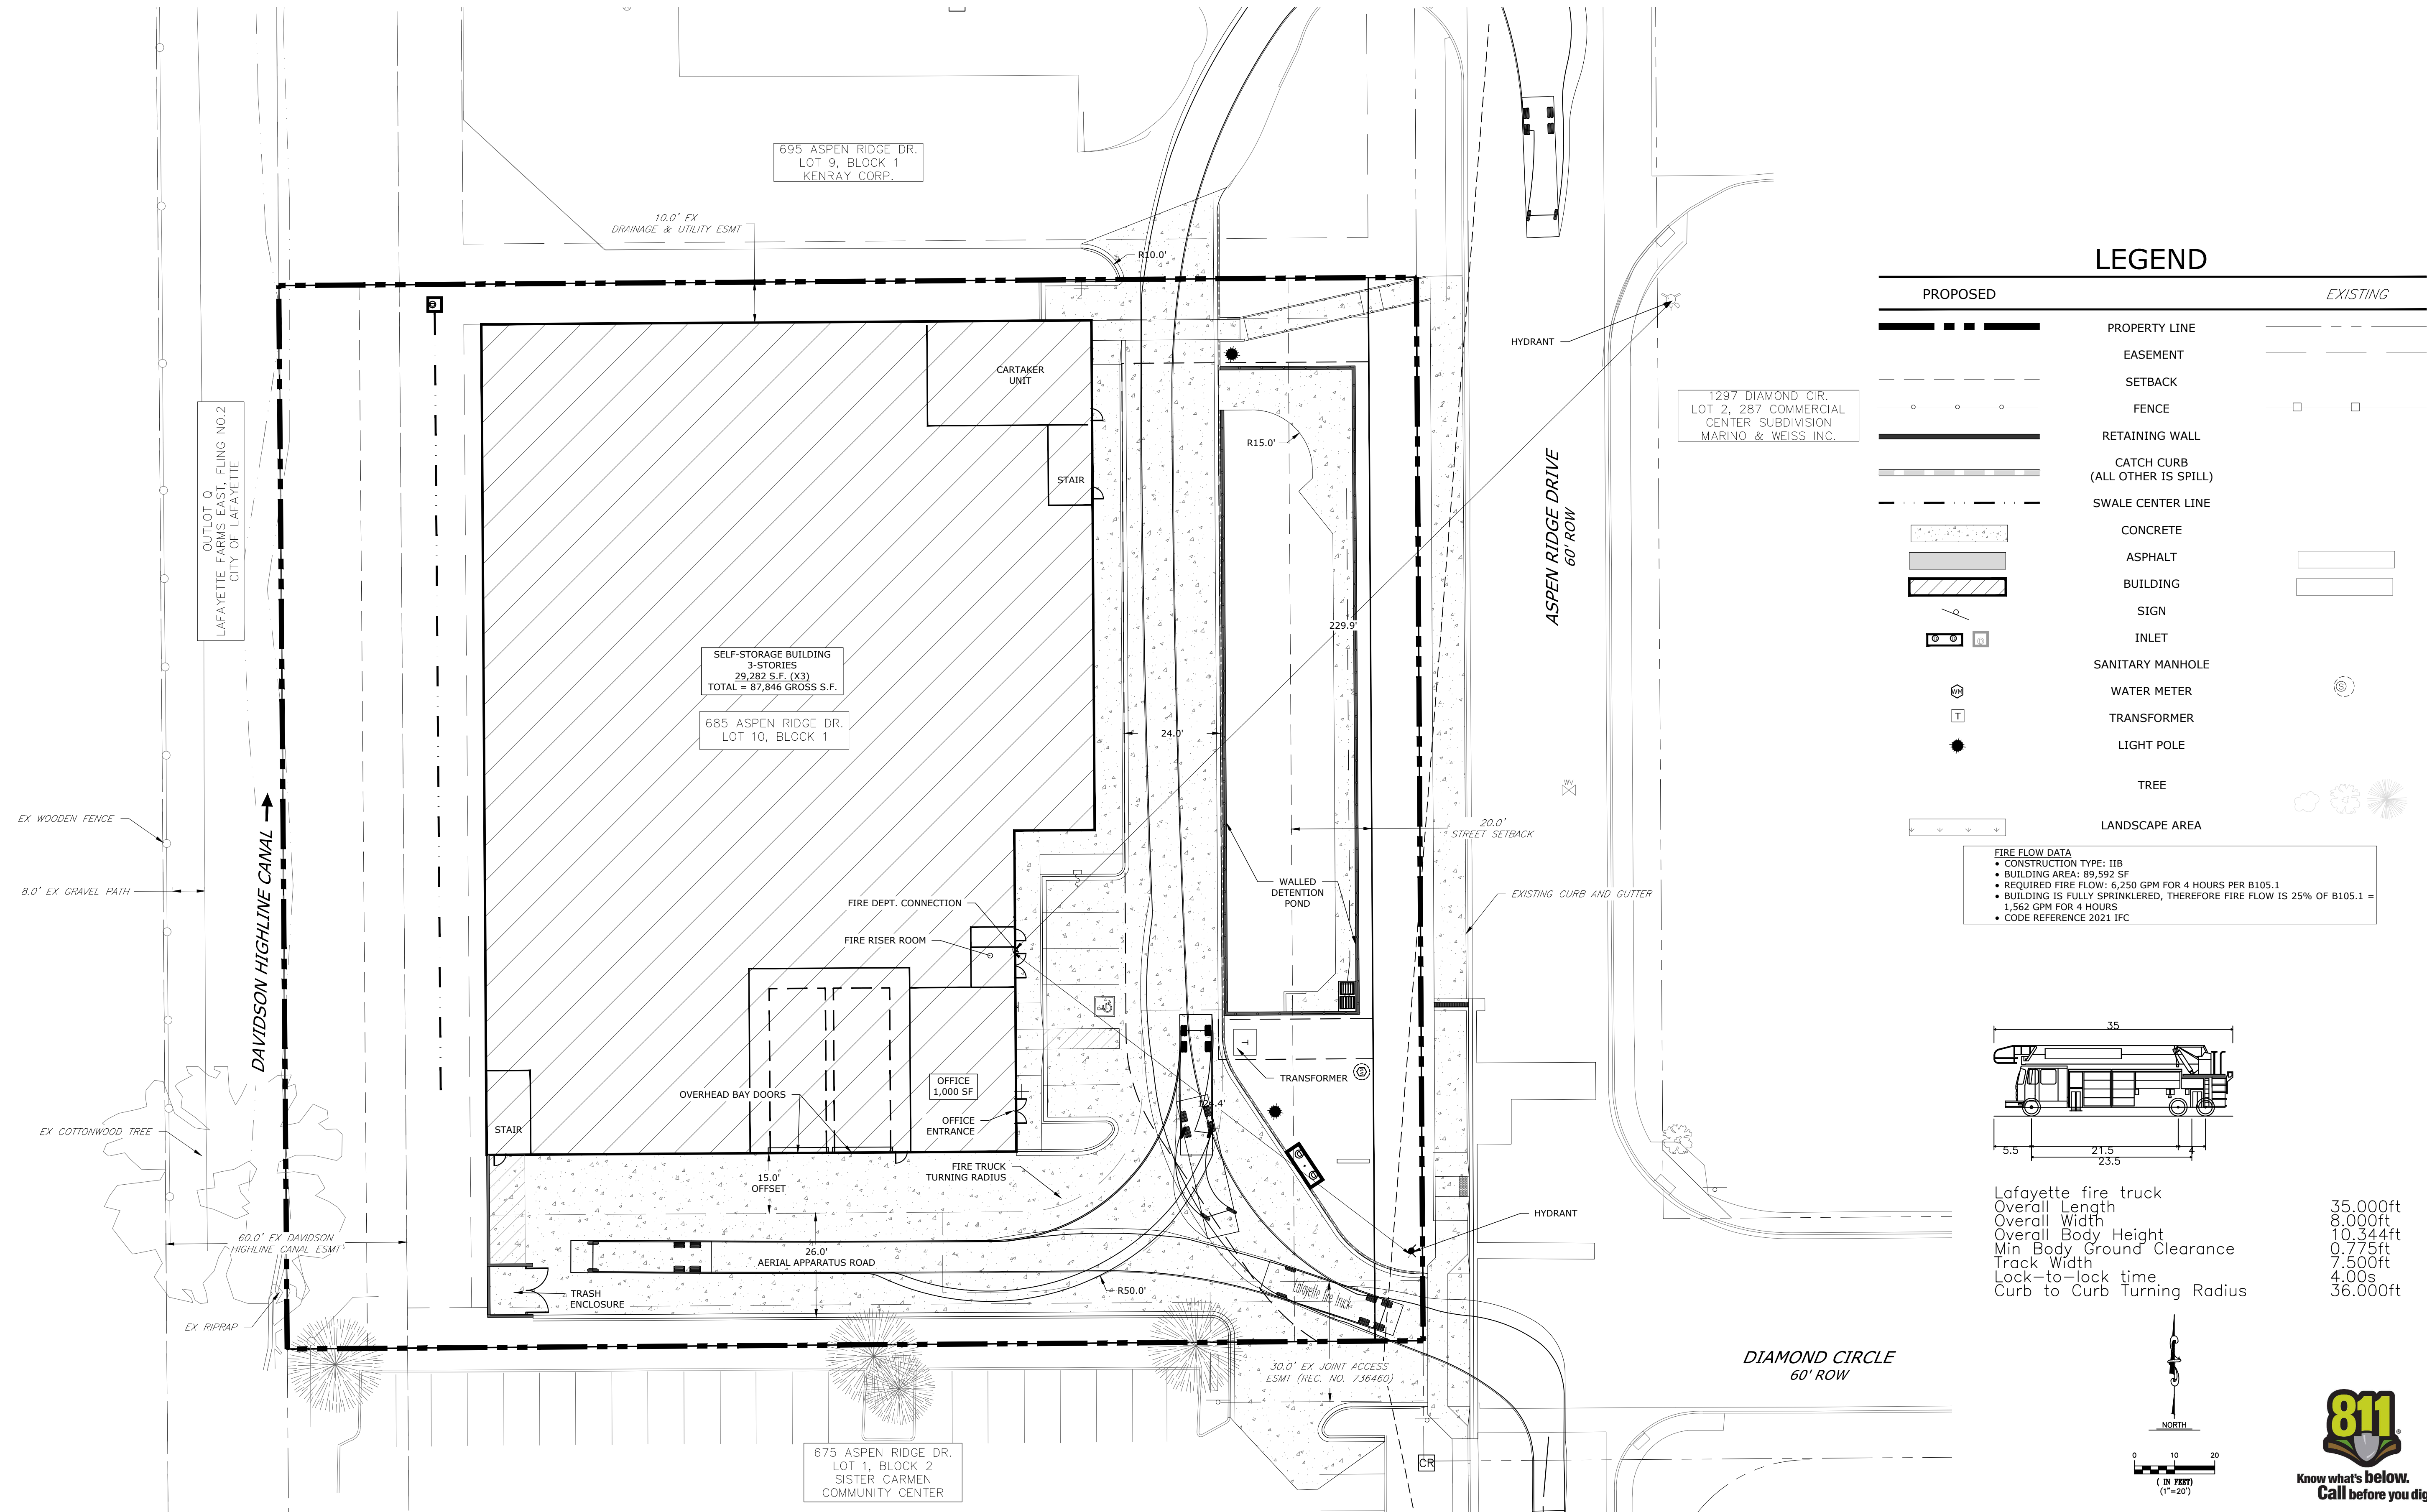 695 ASPEN RIDGE DR.
LOT 9, BLOCK 1
KENRAY CORP.
10.0' EX
DRAINAGE & UTILITY ESMT
R10.0'
HYDRANT
CARTAKER
UNIT
STAIR
R15.0'
OUTLOT Q
LAFAYETTE FARMS EAST, FLING NO.2
CITY OF LAFAYETTE
ASPEN RIDGE DRIVE
60' ROW
1297 DIAMOND CIR.
LOT 2, 287 COMMERCIAL
CENTER SUBDIVISION
MARINO & WEISS INC.
229.9'
SELF-STORAGE BUILDING
3-STORIES
29,282 S.F. (X3)
TOTAL = 87,846 GROSS S.F.
685 ASPEN RIDGE DR.
LOT 10, BLOCK 1
24.0'
WV
EX WOODEN FENCE
20.0'
STREET SETBACK
8.0' EX GRAVEL PATH
DAVIDSON HIGHLINE CANAL
WALLED
DETENTION
POND
EXISTING CURB AND GUTTER
FIRE DEPT. CONNECTION
FIRE RISER ROOM
T
TRANSFORMER
S
OVERHEAD BAY DOORS
OFFICE
1,000 SF
124.4'
OFFICE
ENTRANCE
EX COTTONWOOD TREE
STAIR
FIRE TRUCK
TURNING RADIUS
15.0'
OFFSET
HYDRANT
60.0' EX DAVIDSON
HIGHLINE CANAL ESMT
26.0'
AERIAL APPARATUS ROAD
R50.0'
Lafayette fire truck
TRASH
ENCLOSURE
EX RIPRAP
30.0' EX JOINT ACCESS
ESMT (REC. NO. 736460)
DIAMOND CIRCLE
60' ROW
CR
675 ASPEN RIDGE DR.
LOT 1, BLOCK 2
SISTER CARMEN
COMMUNITY CENTER
LEGEND
PROPOSED
EXISTING
PROPERTY LINE
EASEMENT
SETBACK
FENCE
RETAINING WALL
CATCH CURB
(ALL OTHER IS SPILL)
SWALE CENTER LINE
CONCRETE
ASPHALT
BUILDING
SIGN
INLET
SANITARY MANHOLE
S
WM
WATER METER
T
TRANSFORMER
LIGHT POLE
TREE
LANDSCAPE AREA
FIRE FLOW DATA
• CONSTRUCTION TYPE: IIB
• BUILDING AREA: 89,592 SF
• REQUIRED FIRE FLOW: 6,250 GPM FOR 4 HOURS PER B105.1
• BUILDING IS FULLY SPRINKLERED, THEREFORE FIRE FLOW IS 25% OF B105.1 =
1,562 GPM FOR 4 HOURS
• CODE REFERENCE 2021 IFC
35
5.5
21.5
4
23.5
Lafayette fire truck
Overall Length 35.000ft
Overall Width 8.000ft
Overall Body Height 10.344ft
Min Body Ground Clearance 0.775ft
Track Width 7.500ft
Lock-to-lock time 4.00s
Curb to Curb Turning Radius 36.000ft
NORTH
0 10 20
( IN FEET)
(1"=20')
811
®
Know what's below.
Call before you dig